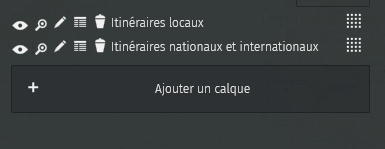 Itinéraires locaux
Itinéraires nationaux et internationaux
+ Ajouter un calque